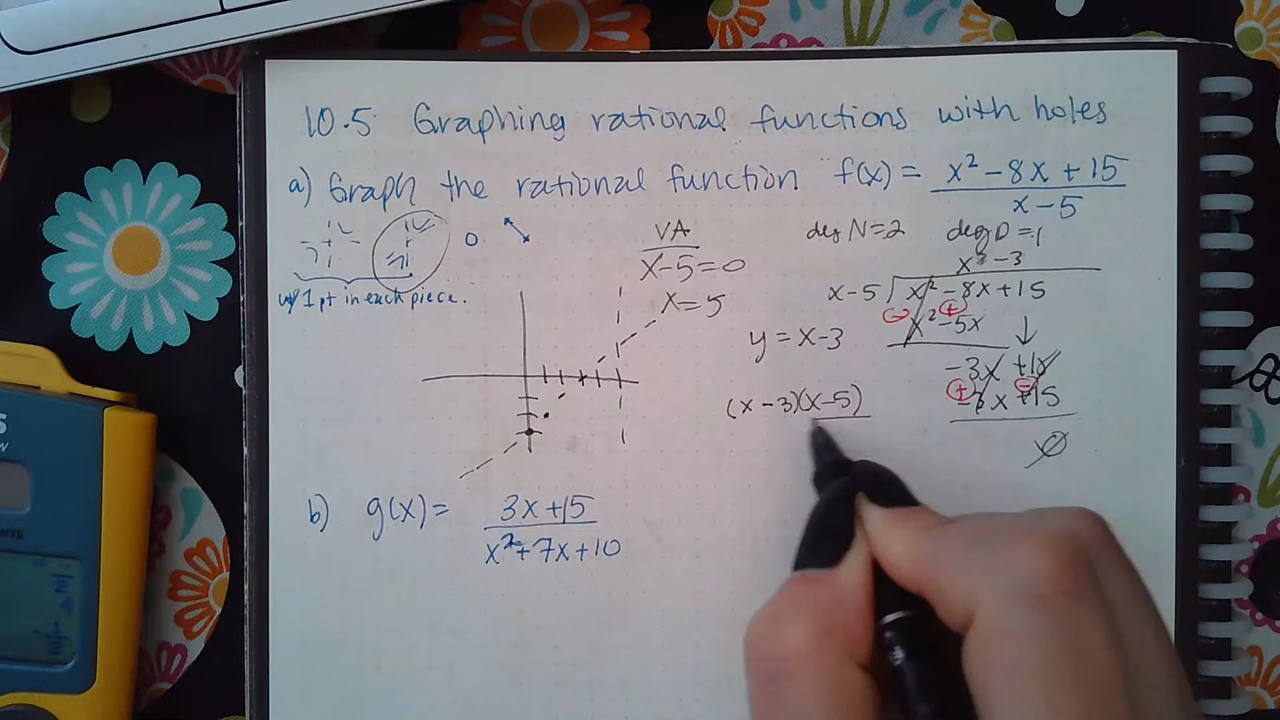 10.5 Graphing rational functions with holes
a) Graph the rational function f(x) = x² - 8x + 15
x - 5
w/ 1 pt in each piece.
VA
x - 5 = 0
x = 5
deg N = 2 deg D = 1
x - 3
x - 5 x² - 8x + 15
x² - 5x
-3x + 15
-3x + 15
0
y = x - 3
(x - 3)(x - 5)
b) g(x) = 3x + 15
x² + 7x + 10